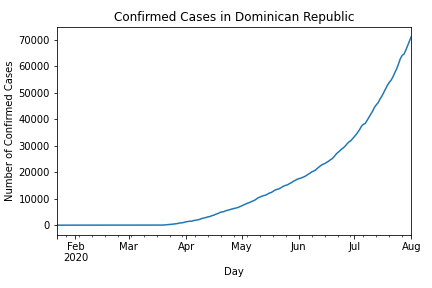 Confirmed Cases in Dominican Republic
Number of Confirmed Cases
70000
60000
50000
40000
30000
20000
10000
0
Feb Mar Apr May Jun Jul Aug
2020
Day